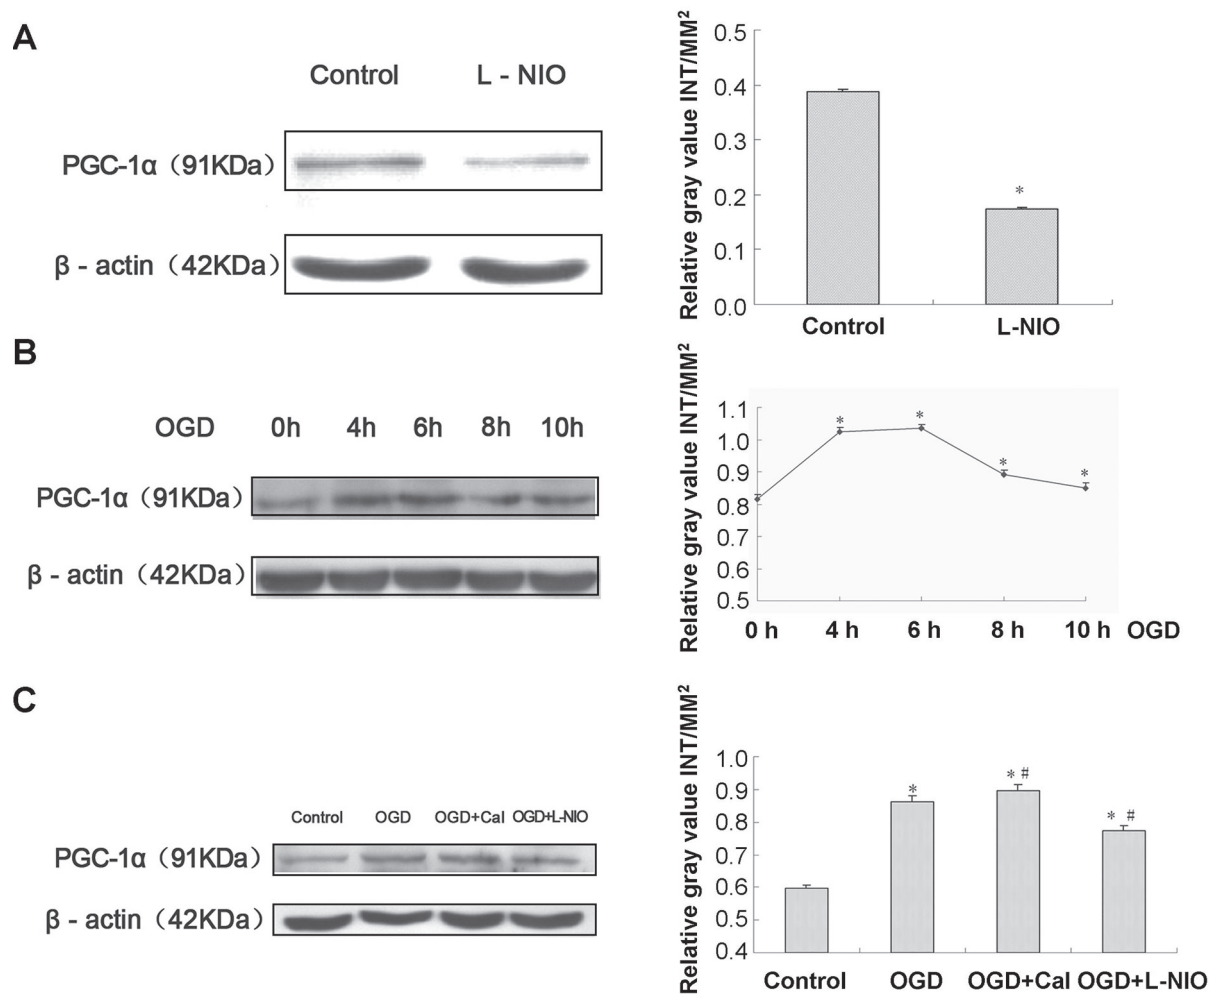 A
Control L - NIO
PGC-1α（91KDa）
β - actin（42KDa）
Relative gray value INT/MM²
0.5
0.4
0.3
0.2
0.1
0.0
*
Control L-NIO
B
OGD 0h 4h 6h 8h 10h
PGC-1α（91KDa）
β - actin（42KDa）
Relative gray value INT/MM²
1.1
1.0
0.9
0.8
0.7
0.6
0.5
* * * *
0 h 4 h 6 h 8 h 10 h OGD
C
Control OGD OGD+Cal OGD+L-NIO
PGC-1α（91KDa）
β - actin（42KDa）
Relative gray value INT/MM²
1.0
0.9
0.8
0.7
0.6
0.5
0.4
* * # * #
Control OGD OGD+Cal OGD+L-NIO